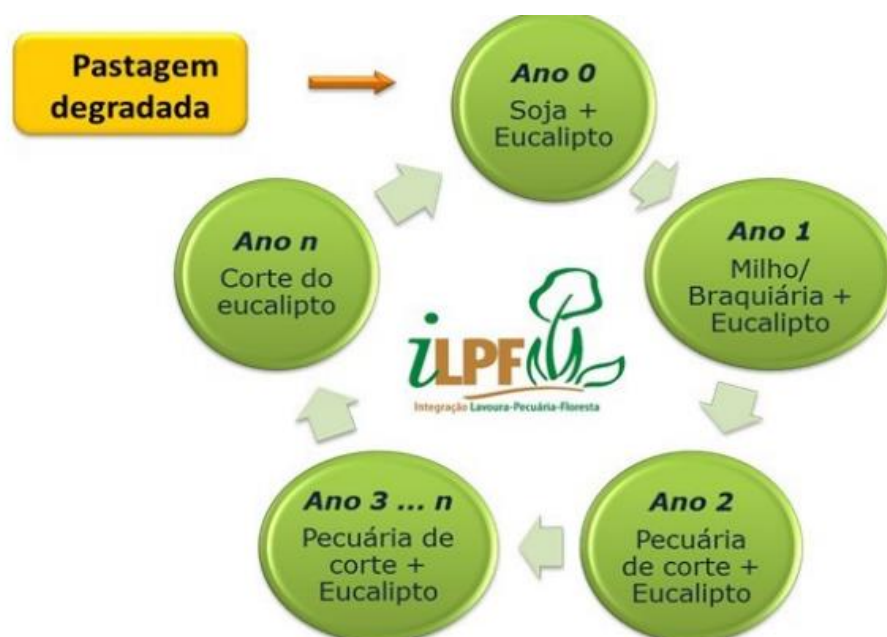 Pastagem
degradada
Ano 0
Soja +
Eucalipto
Ano 1
Milho/
Braquiária +
Eucalipto
Ano 2
Pecuária
de corte +
Eucalipto
Ano 3 ... n
Pecuária de
corte +
Eucalipto
Ano n
Corte do
eucalipto
iLPF
Integração Lavoura-Pecuária-Floresta